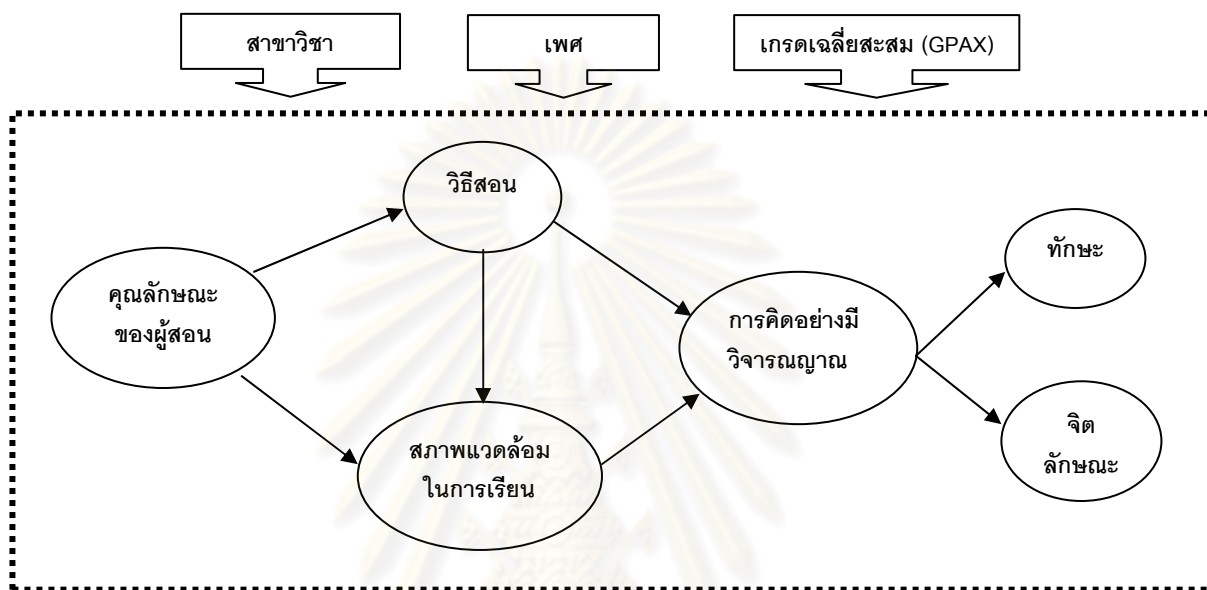 สาขาวิชา
เพศ
เกรดเฉลี่ยสะสม (GPAX)
วิธีสอน
คุณลักษณะ
ของผู้สอน
สภาพแวดล้อม
ในการเรียน
การคิดอย่างมี
วิจารณญาณ
ทักษะ
จิต
ลักษณะ